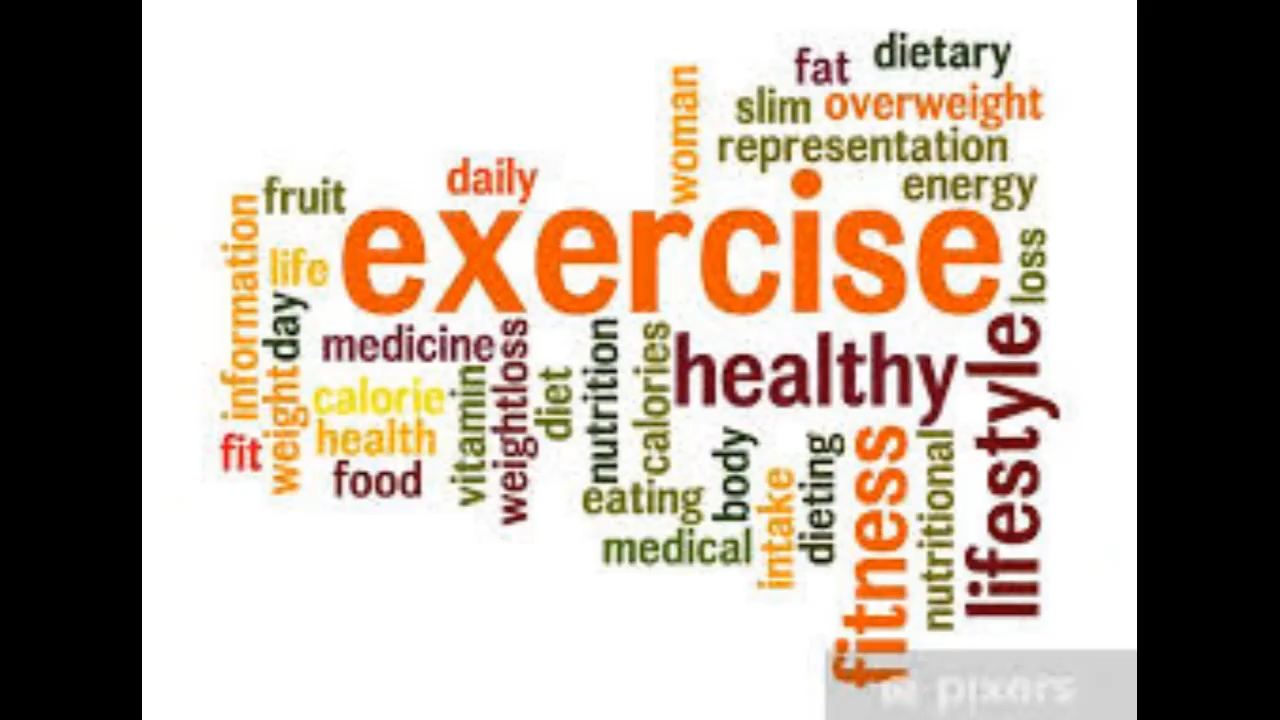 dietary
fat
woman
slim overweight
representation
daily
energy
fruit
information
exercise
loss
life
day
medicine
weightloss
nutrition
calories
healthy
lifestyle
vitamin
diet
weight
calorie
fit
health
food
eating
body
dieting
fitness
nutritional
intake
medical
pixers